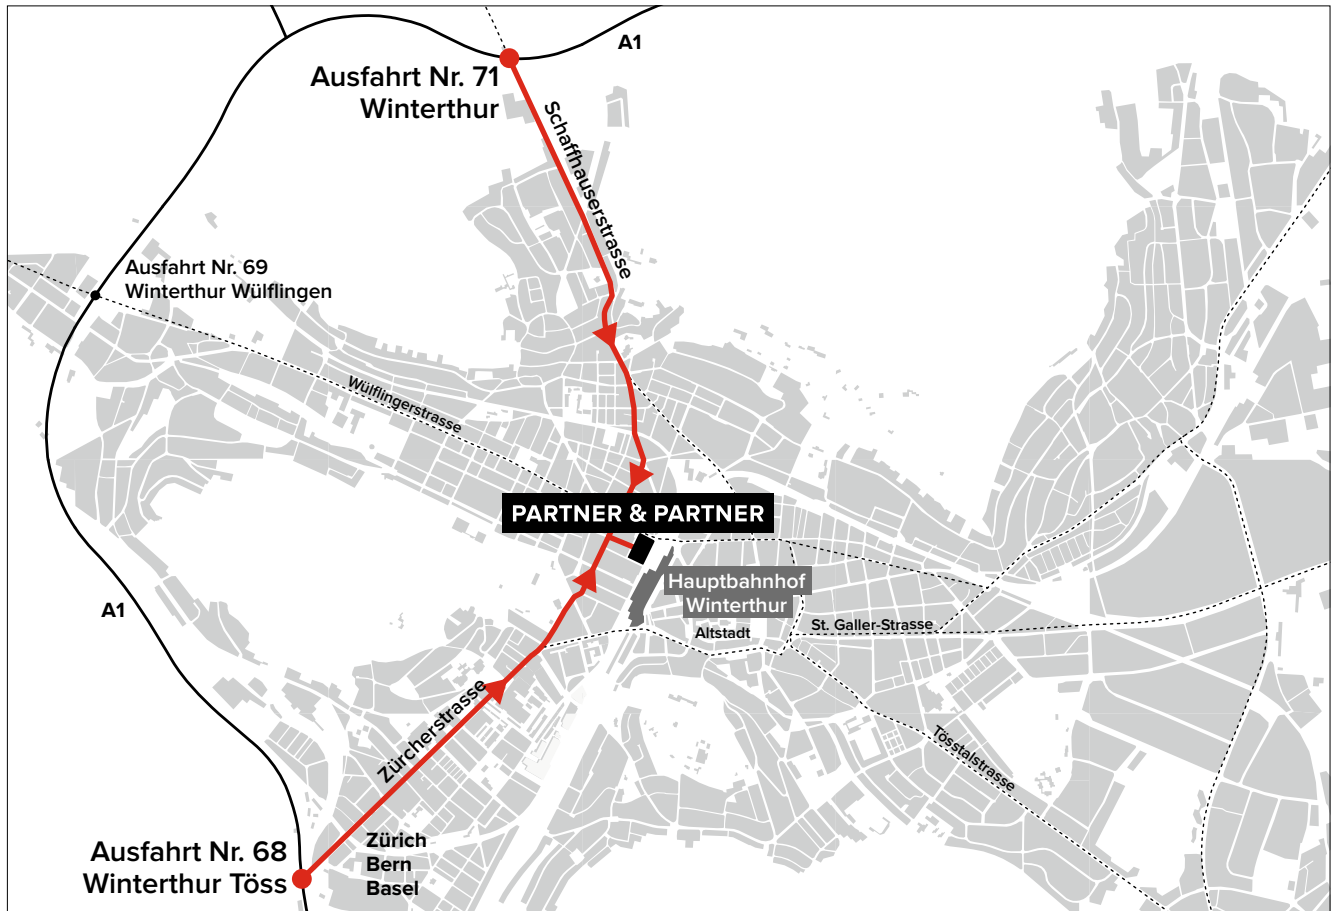 A1
Ausfahrt Nr. 71
Winterthur
Schaffhauserstrasse
Ausfahrt Nr. 69
Winterthur Wülflingen
Wülflingerstrasse
PARTNER & PARTNER
Hauptbahnhof
Winterthur
A1
Altstadt
St. Galler-Strasse
Zürcherstrasse
Tösstalstrasse
Ausfahrt Nr. 68
Winterthur Töss
Zürich
Bern
Basel